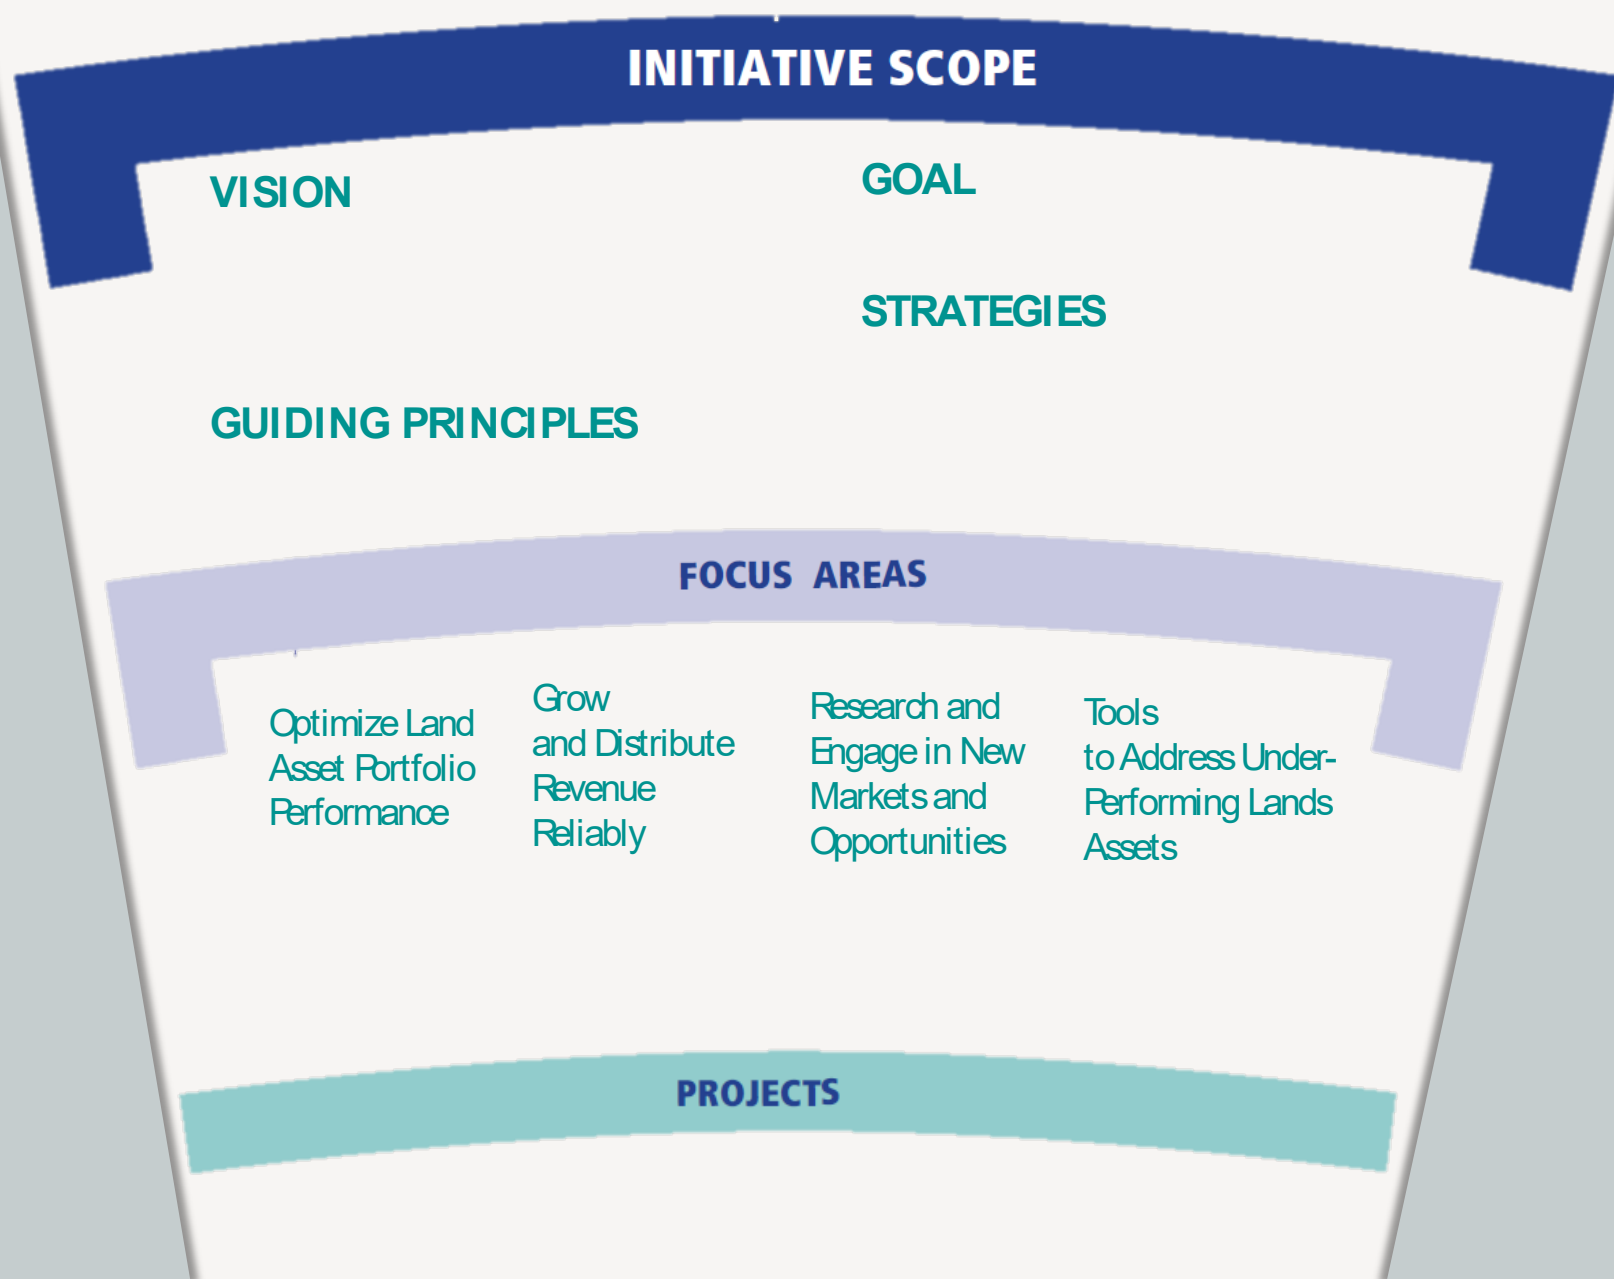 INITIATIVE SCOPE
VISION
GOAL
STRATEGIES
GUIDING PRINCIPLES
FOCUS AREAS
Optimize Land
Asset Portfolio
Performance
Grow
and Distribute
Revenue
Reliably
Research and
Engage in New
Markets and
Opportunities
Tools
to Address Under-
Performing Lands
Assets
PROJECTS